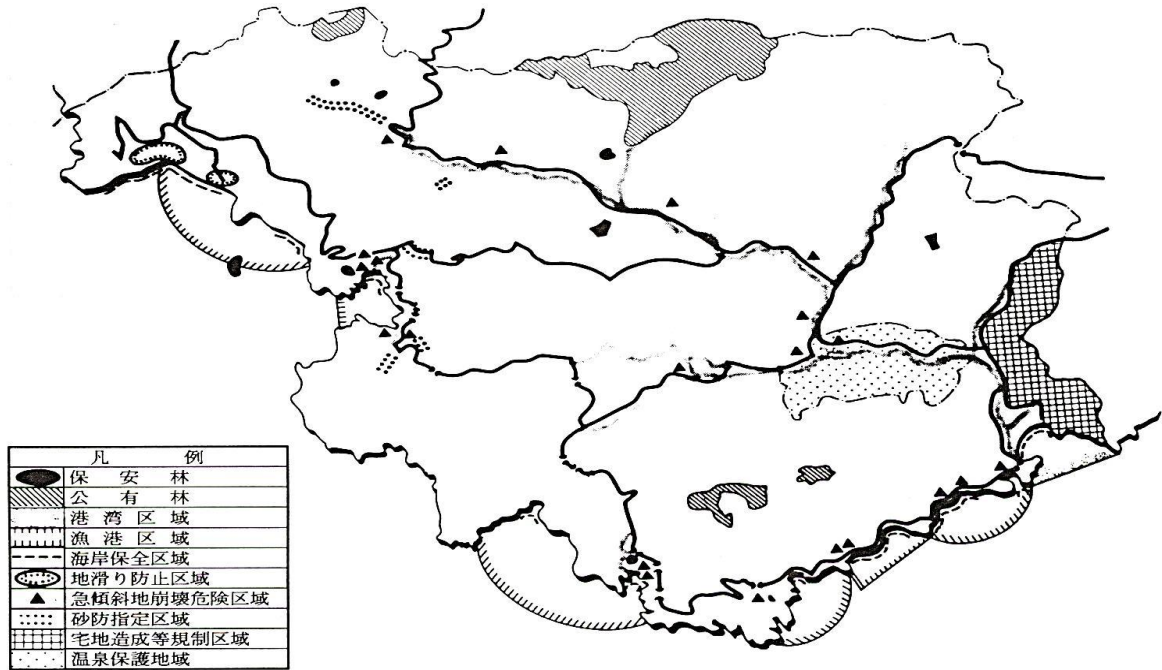 凡例
保安林
公有林
港湾区域
漁港区域
海岸保全区域
地滑り防止区域
急傾斜地崩壊危険区域
砂防指定区域
宅地造成等規制区域
温泉保護地域